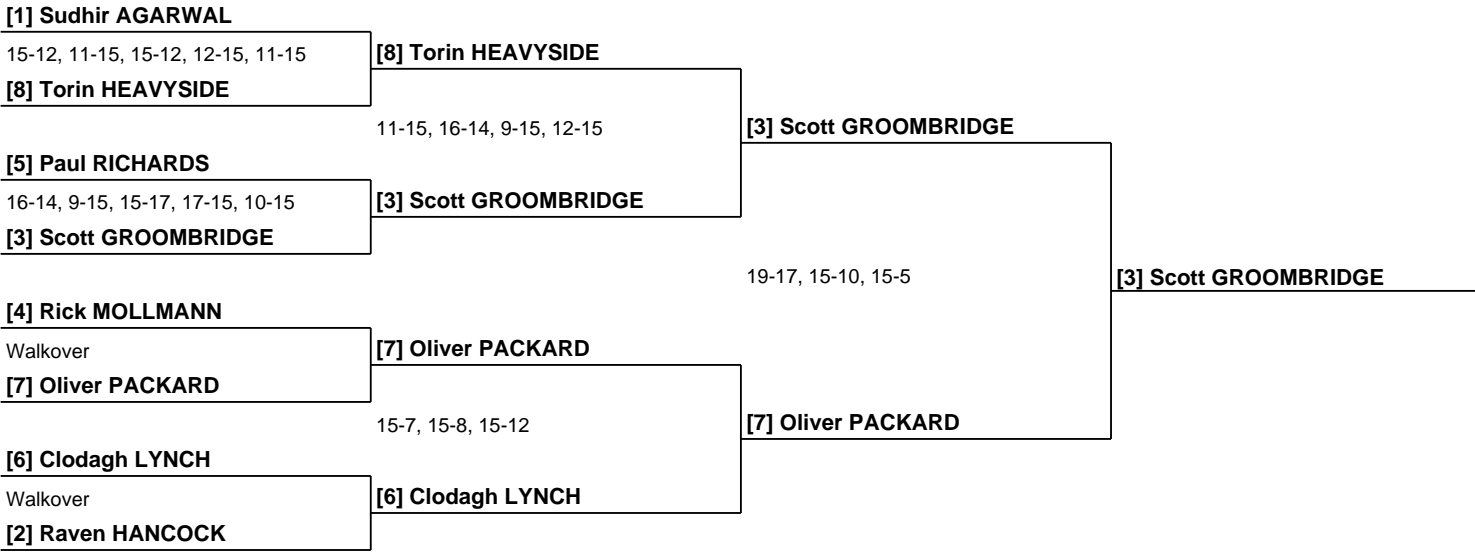 [1] Sudhir AGARWAL
15-12, 11-15, 15-12, 12-15, 11-15
[8] Torin HEAVYSIDE
[8] Torin HEAVYSIDE
11-15, 16-14, 9-15, 12-15
[3] Scott GROOMBRIDGE
[5] Paul RICHARDS
16-14, 9-15, 15-17, 17-15, 10-15
[3] Scott GROOMBRIDGE
[3] Scott GROOMBRIDGE
19-17, 15-10, 15-5
[3] Scott GROOMBRIDGE
[4] Rick MOLLMANN
Walkover
[7] Oliver PACKARD
[7] Oliver PACKARD
15-7, 15-8, 15-12
[7] Oliver PACKARD
[6] Clodagh LYNCH
Walkover
[6] Clodagh LYNCH
[2] Raven HANCOCK